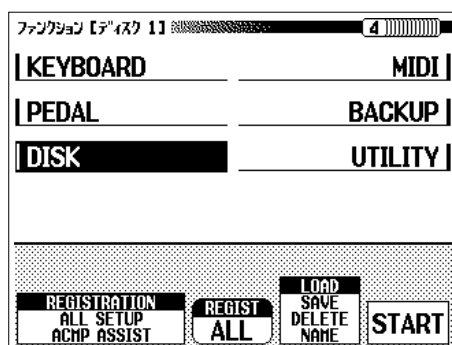 ファンクション [ディスク 1] 4
KEYBOARD MIDI
PEDAL BACKUP
DISK UTILITY
REGISTRATION
ALL SETUP
ACMP ASSIST
REGIST
ALL
LOAD
SAVE
DELETE
NAME
START